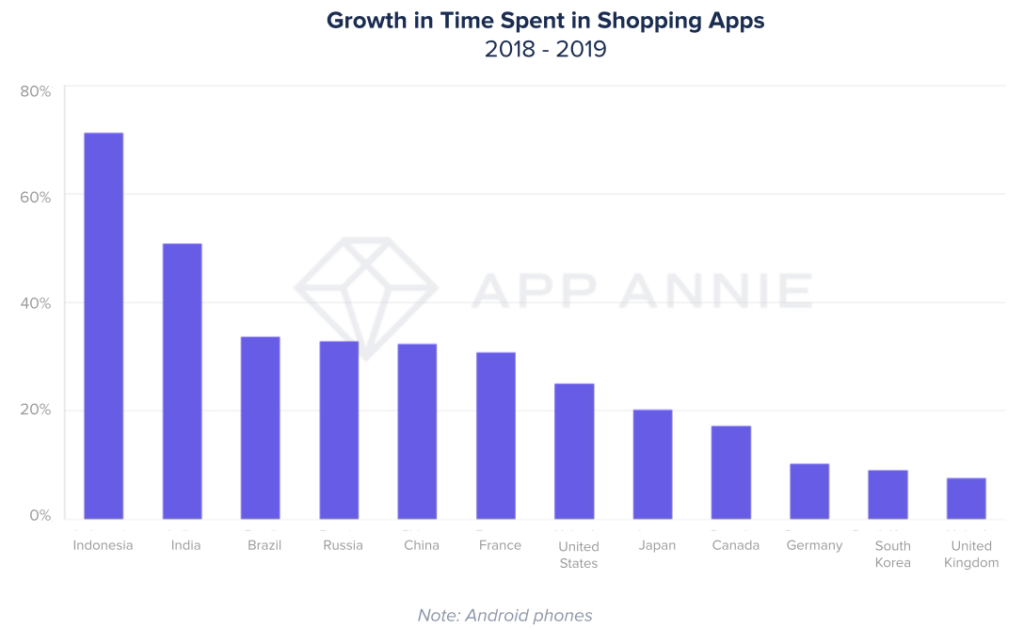 Growth in Time Spent in Shopping Apps
2018 - 2019
80%
60%
40%
20%
0%
APP ANNIE
Indonesia
India
Brazil
Russia
China
France
United
States
Japan
Canada
Germany
South
Korea
United
Kingdom
Note: Android phones